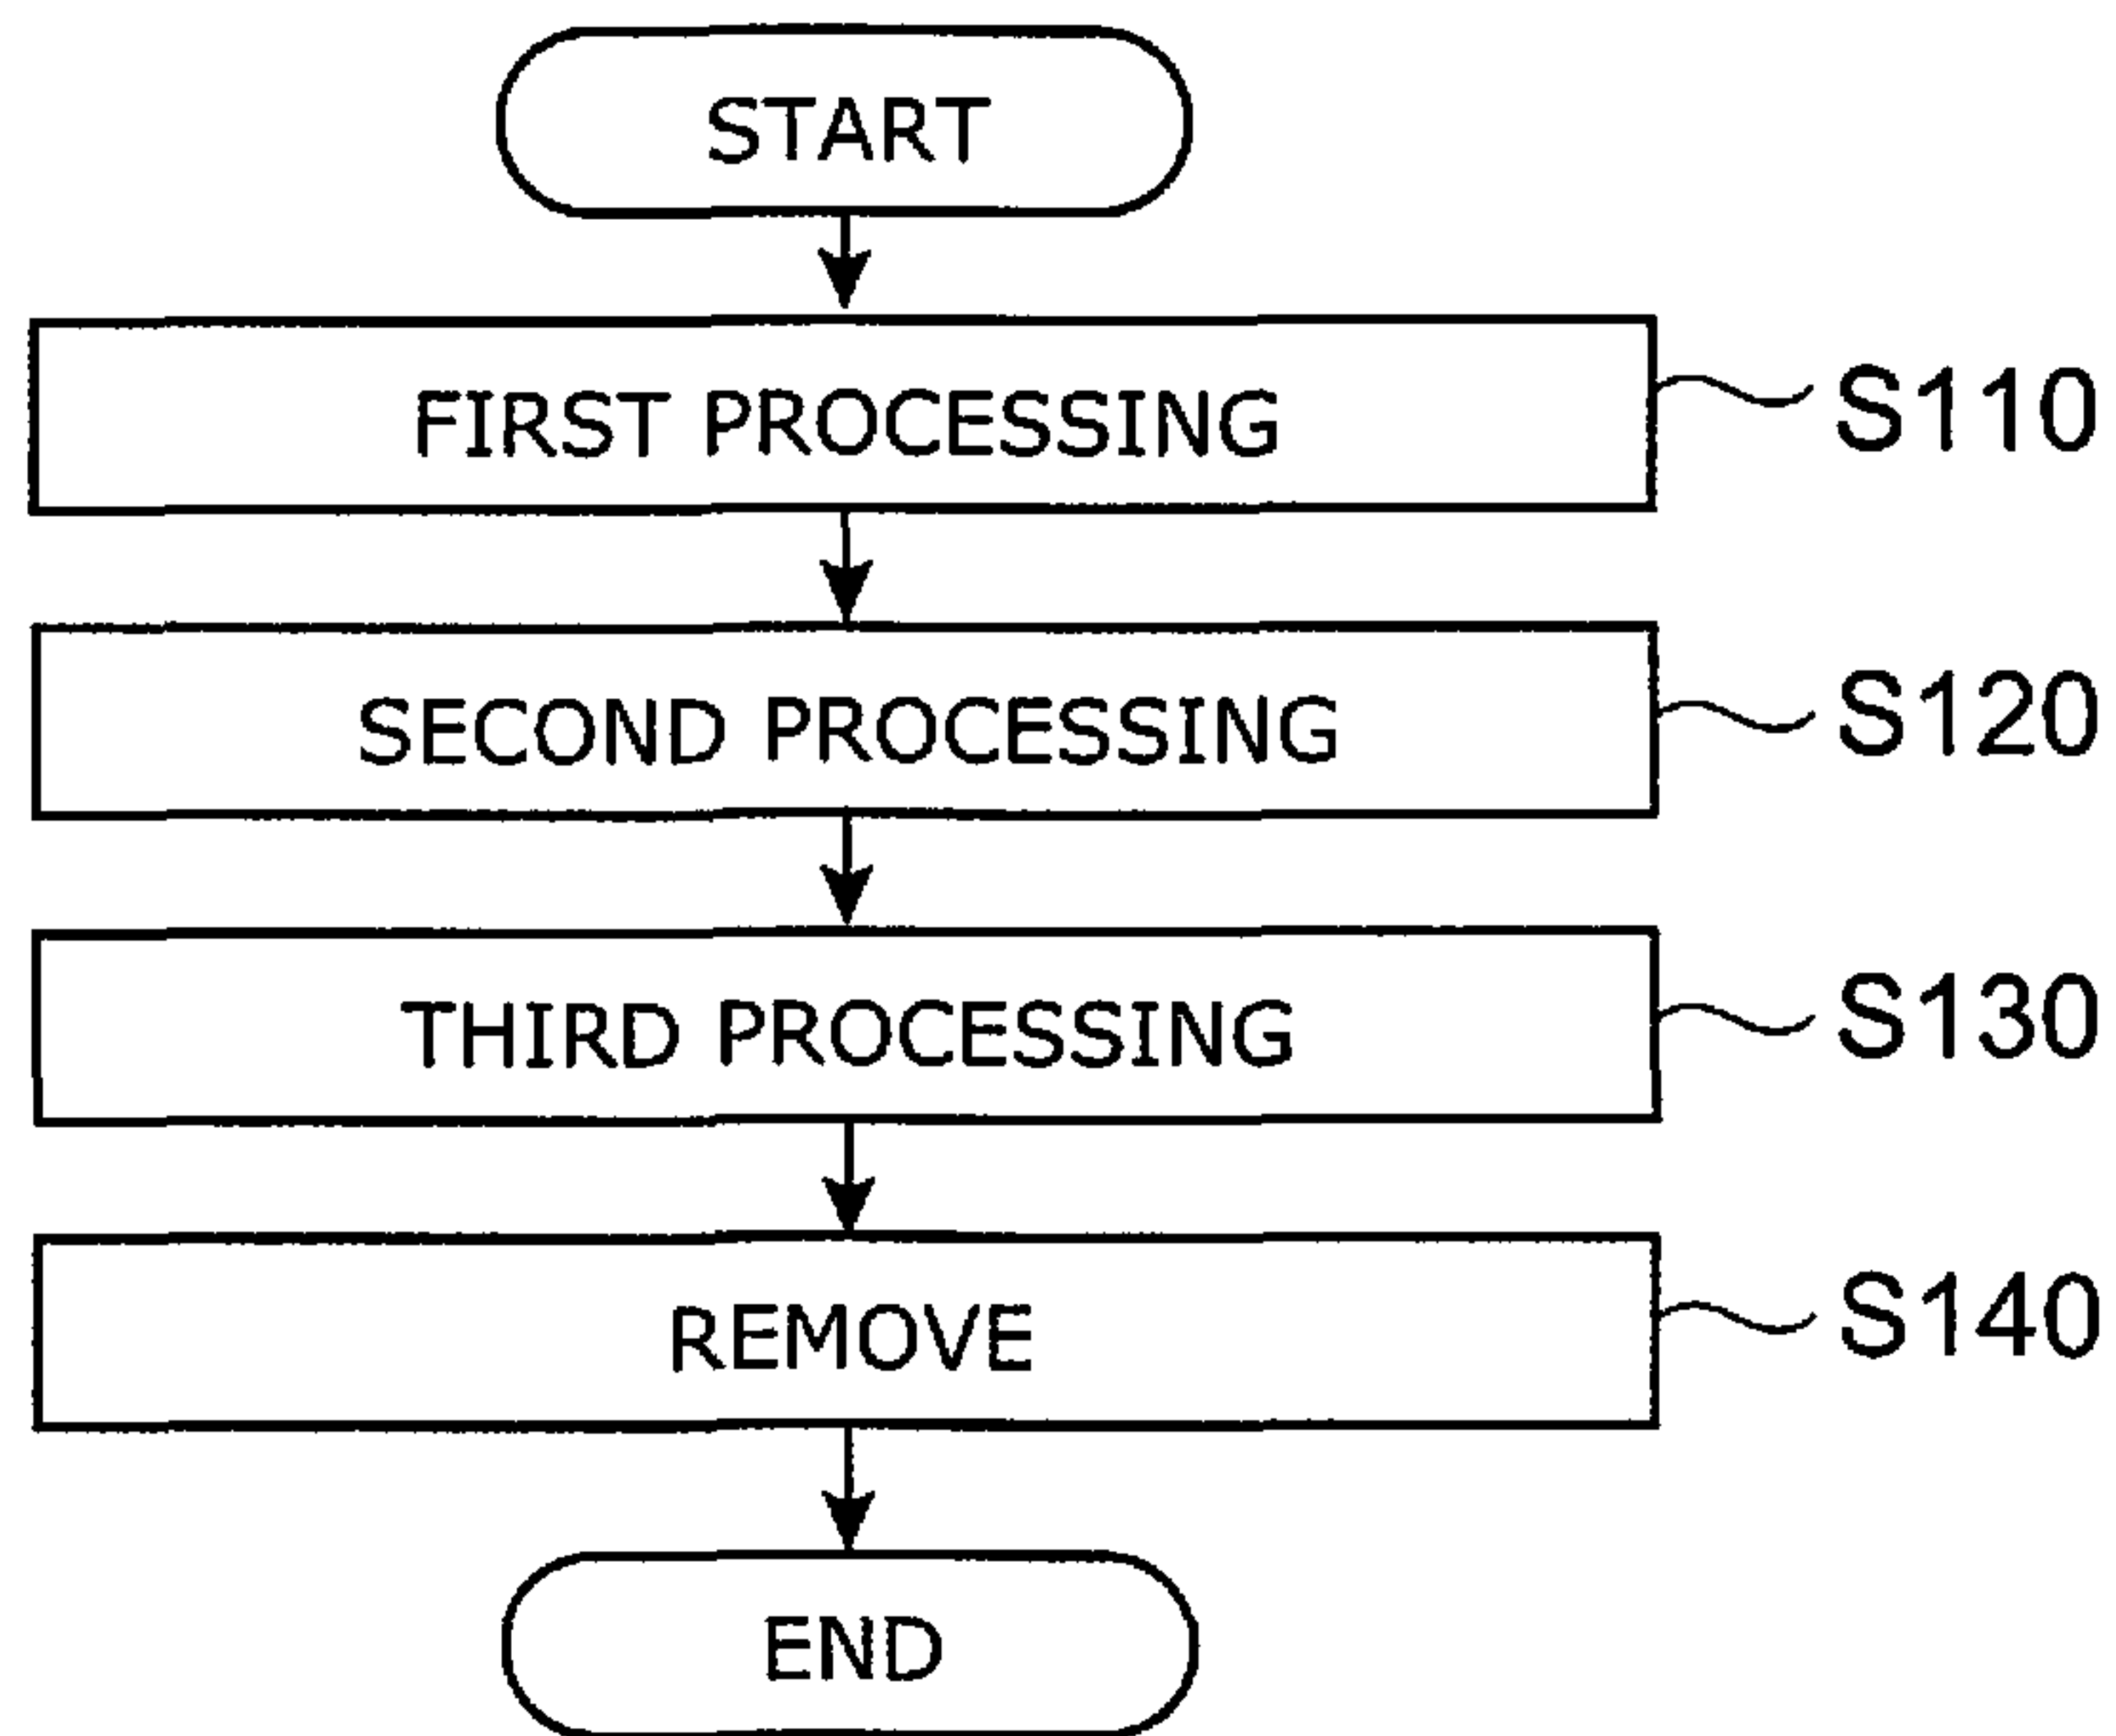 START
FIRST PROCESSING S110
SECOND PROCESSING S120
THIRD PROCESSING S130
REMOVE S140
END